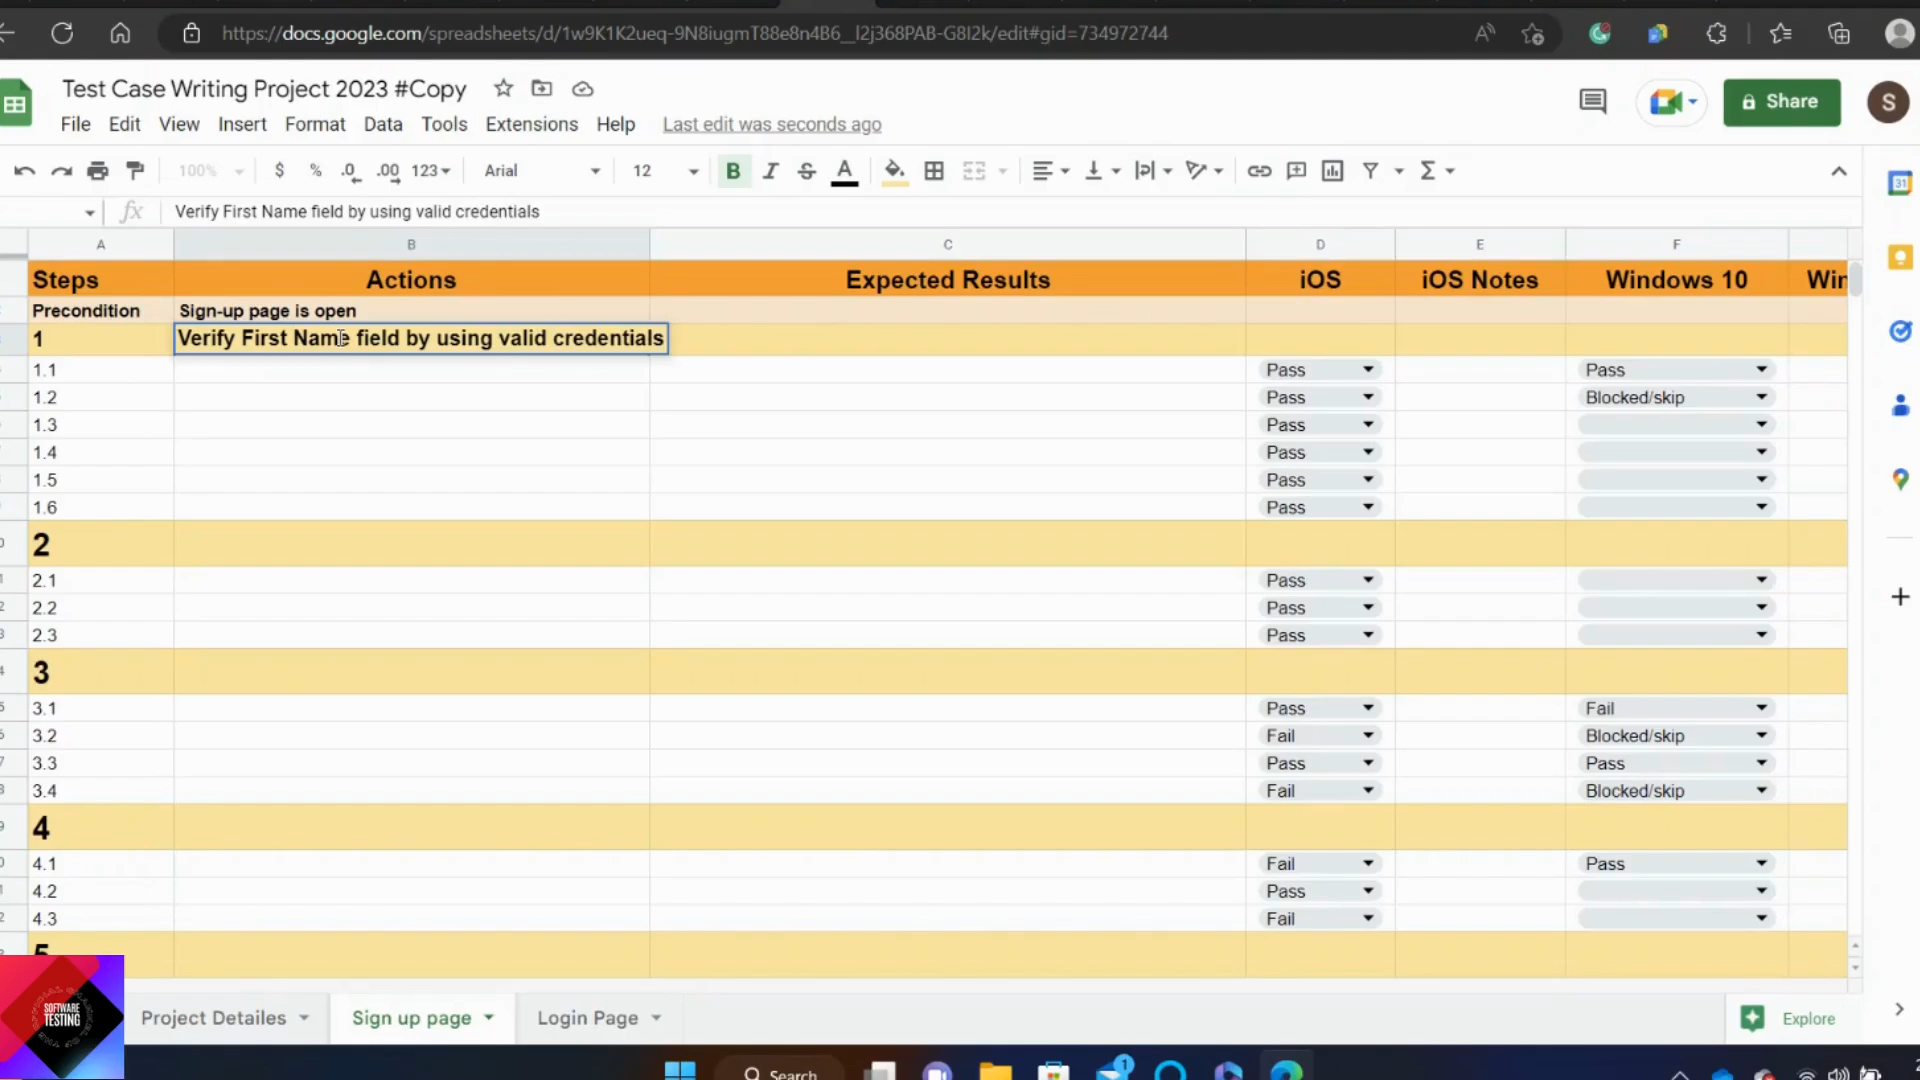 https://docs.google.com/spreadsheets/d/1w9K1K2ueq-9N8iugmT88e8n4B6__l2j368PAB-G8I2k/edit#gid=734972744
Test Case Writing Project 2023 #Copy
File Edit View Insert Format Data Tools Extensions Help Last edit was seconds ago
Share
S
100% $ % .0 .00 123 Arial 12 B I S A
31
fx Verify First Name field by using valid credentials
A B C D E F
Steps Actions Expected Results iOS iOS Notes Windows 10 Win
Precondition Sign-up page is open
1 Verify First Name field by using valid credentials
1.1 Pass Pass
1.2 Pass Blocked/skip
1.3 Pass
1.4 Pass
1.5 Pass
1.6 Pass
2
2.1 Pass
2.2 Pass
2.3 Pass
3
3.1 Pass Fail
3.2 Fail Blocked/skip
3.3 Pass Pass
3.4 Fail Blocked/skip
4
4.1 Fail Pass
4.2 Pass
4.3 Fail
5
SOFTWARE
TESTING
Project Detailes Sign up page Login Page Explore
Search 1